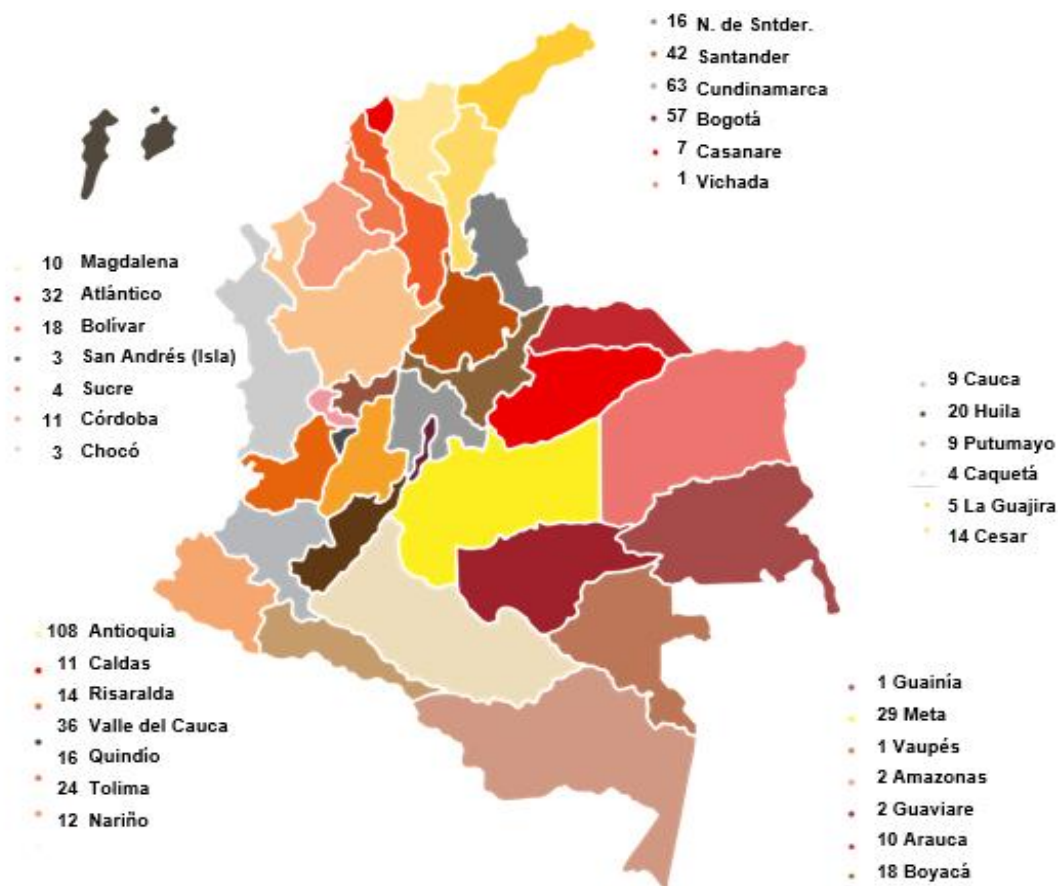 16 N. de Sntder.
42 Santander
63 Cundinamarca
57 Bogotá
7 Casanare
1 Vichada
10 Magdalena
32 Atlántico
18 Bolívar
3 San Andrés (Isla)
4 Sucre
11 Córdoba
3 Chocó
9 Cauca
20 Huila
9 Putumayo
4 Caquetá
5 La Guajira
14 Cesar
108 Antioquia
11 Caldas
14 Risaralda
36 Valle del Cauca
16 Quindío
24 Tolima
12 Nariño
1 Guainía
29 Meta
1 Vaupés
2 Amazonas
2 Guaviare
10 Arauca
18 Boyacá